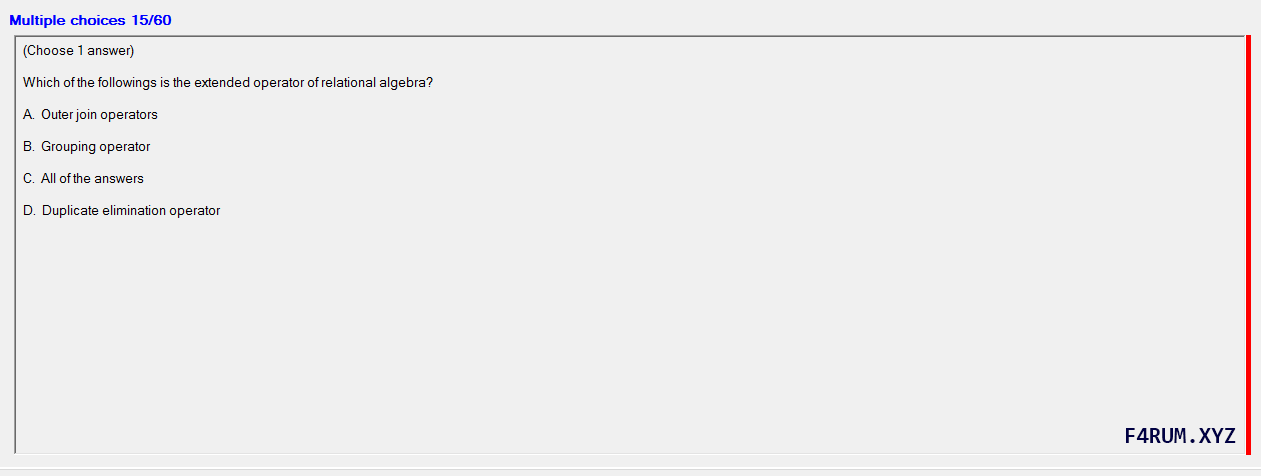 Multiple choices 15/60
(Choose 1 answer)
Which of the followings is the extended operator of relational algebra?
A. Outer join operators
B. Grouping operator
C. All of the answers
D. Duplicate elimination operator
F4RUM.XYZ